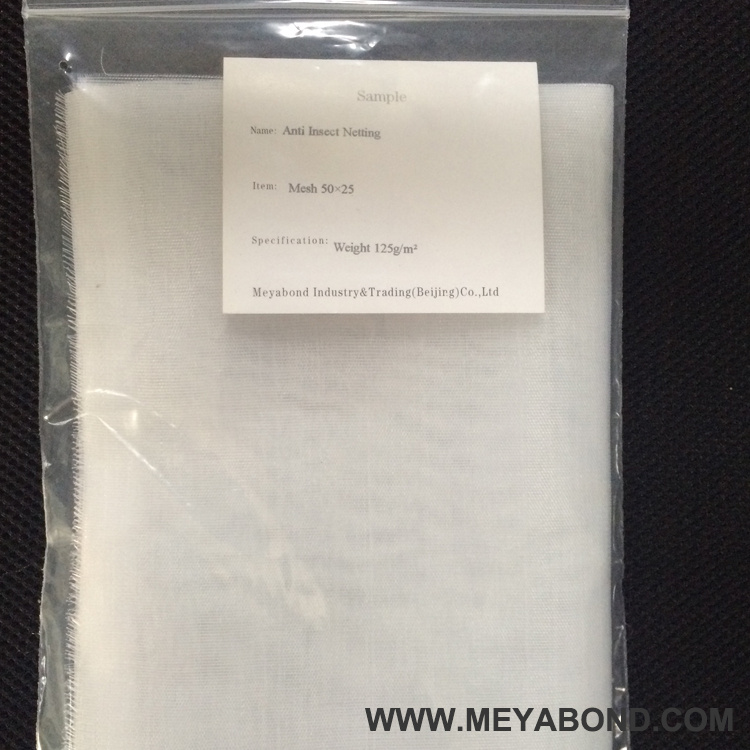 Sample
Name: Anti Insect Netting
Item: Mesh 50×25
Specification: Weight 125g/m²
Meyabond Industry&Trading(Beijing)Co.,Ltd
WWW.MEYABOND.COM